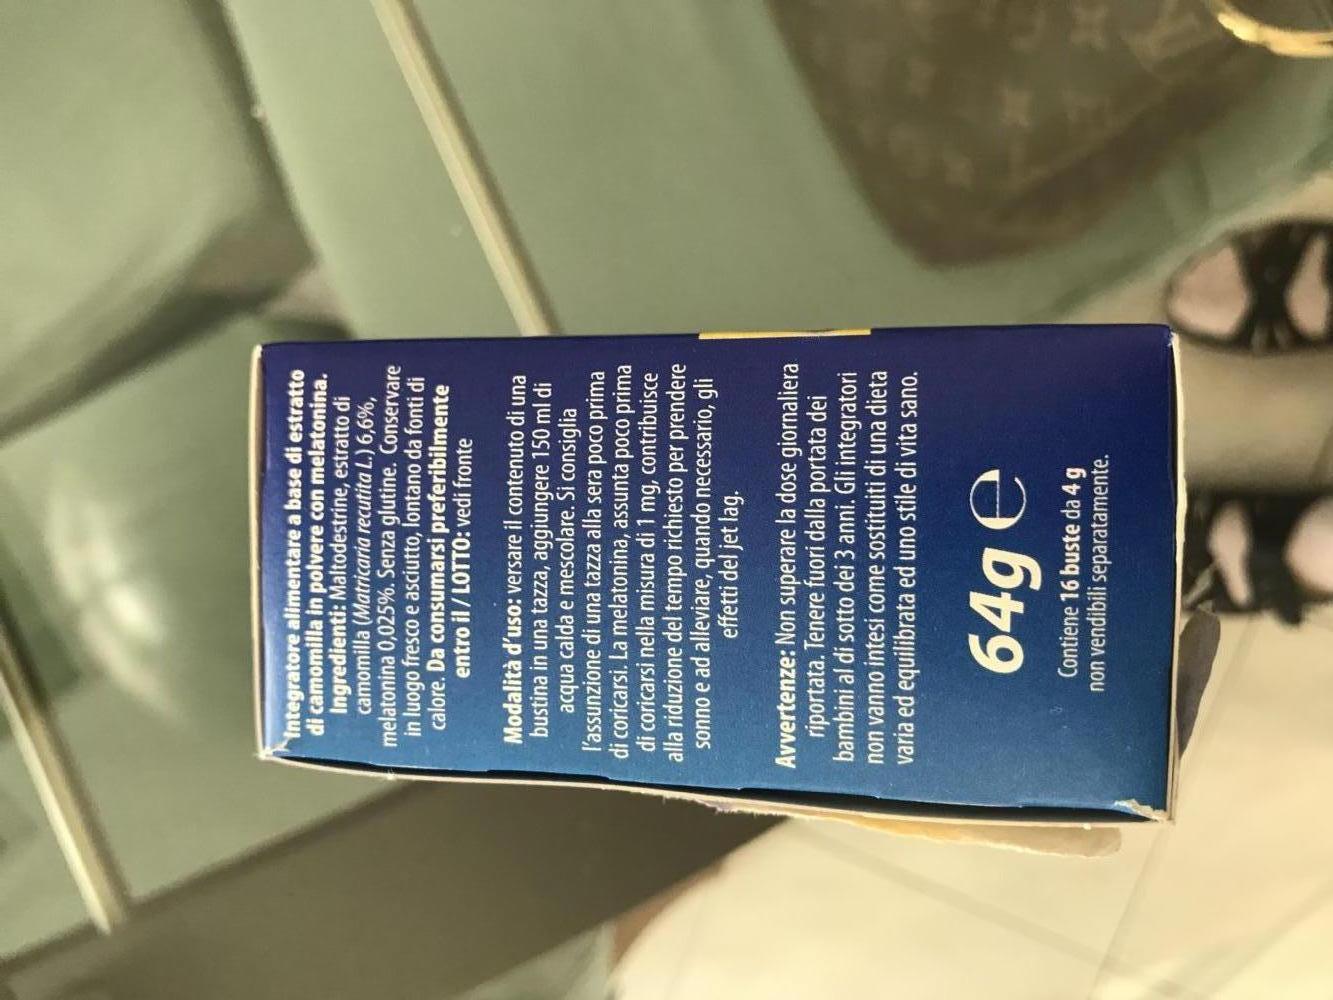 Integratore alimentare a base di estratto
di camomilla in polvere con melatonina.
Ingredienti: Maltodestrine, estratto di
camomilla (Matricaria recutita L.) 6,6%,
melatonina 0,025%. Senza glutine. Conservare
in luogo fresco e asciutto, lontano da fonti di
calore. Da consumarsi preferibilmente
entro il / LOTTO: vedi fronte
Modalità d'uso: versare il contenuto di una
bustina in una tazza, aggiungere 150 ml di
acqua calda e mescolare. Si consiglia
l'assunzione di una tazza alla sera poco prima
di coricarsi. La melatonina, assunta poco prima
di coricarsi nella misura di 1 mg, contribuisce
alla riduzione del tempo richiesto per prendere
sonno e ad alleviare, quando necessario, gli
effetti del jet lag.
Avvertenze: Non superare la dose giornaliera
riportata. Tenere fuori dalla portata dei
bambini al di sotto dei 3 anni. Gli integratori
non vanno intesi come sostituiti di una dieta
varia ed equilibrata ed uno stile di vita sano.
64g e
Contiene 16 buste da 4 g
non vendibili separatamente.